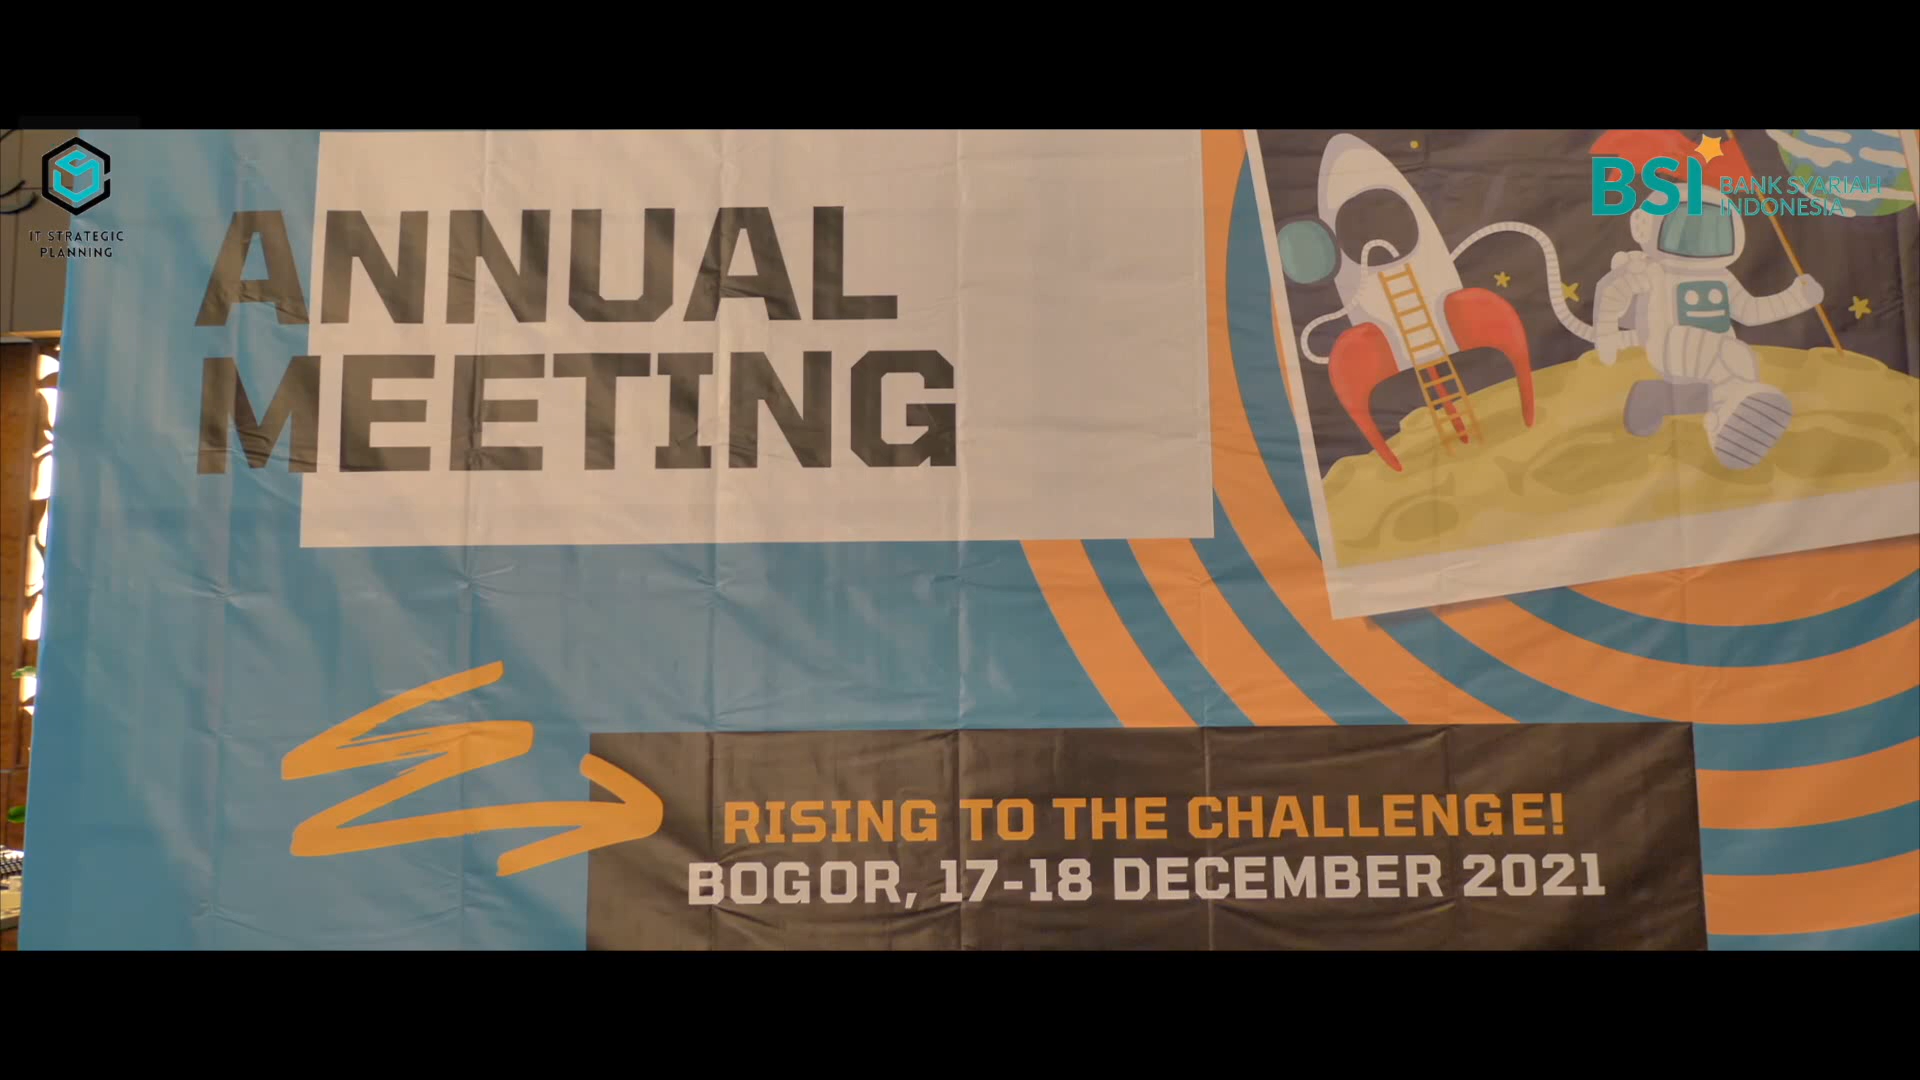 IT STRATEGIC
PLANNING
BSI
BANK SYARIAH
INDONESIA
ANNUAL
MEETING
RISING TO THE CHALLENGE!
BOGOR, 17-18 DECEMBER 2021